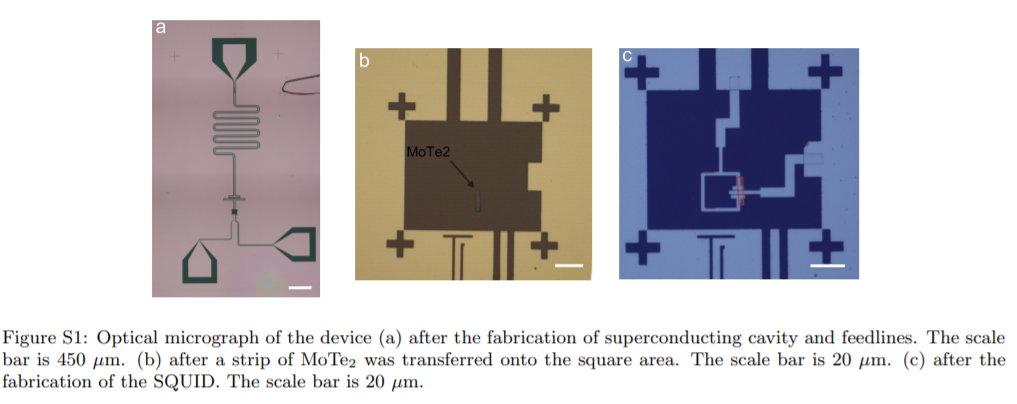 a
b
c
MoTe2
Figure S1: Optical micrograph of the device (a) after the fabrication of superconducting cavity and feedlines. The scale
bar is 450 μm. (b) after a strip of MoTe₂ was transferred onto the square area. The scale bar is 20 μm. (c) after the
fabrication of the SQUID. The scale bar is 20 μm.